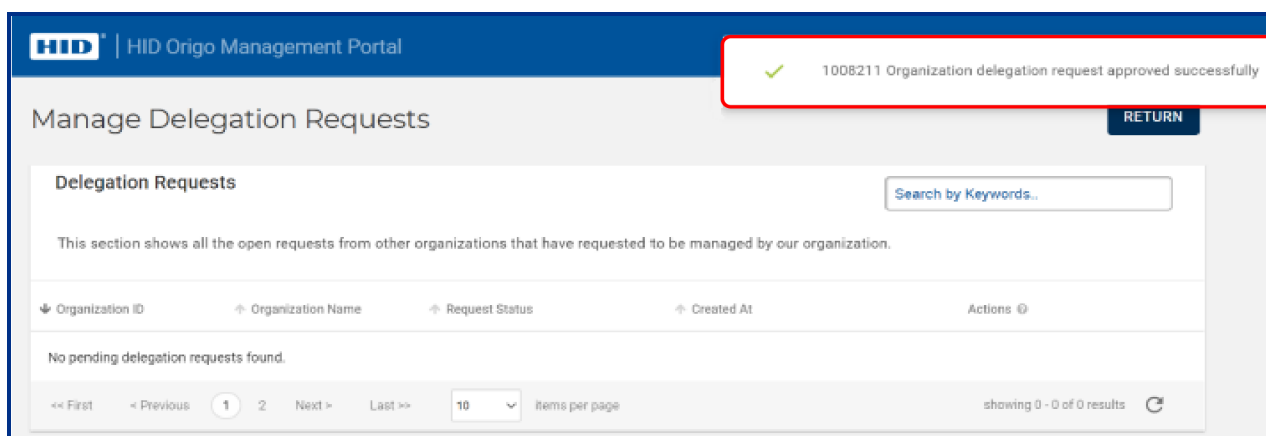 HID | HID Origo Management Portal
1008211 Organization delegation request approved successfully
Manage Delegation Requests
RETURN
Delegation Requests
Search by Keywords..
This section shows all the open requests from other organizations that have requested to be managed by our organization.
Organization ID Organization Name Request Status Created At Actions
No pending delegation requests found.
<< First < Previous 1 2 Next > Last >> 10 items per page showing 0 - 0 of 0 results